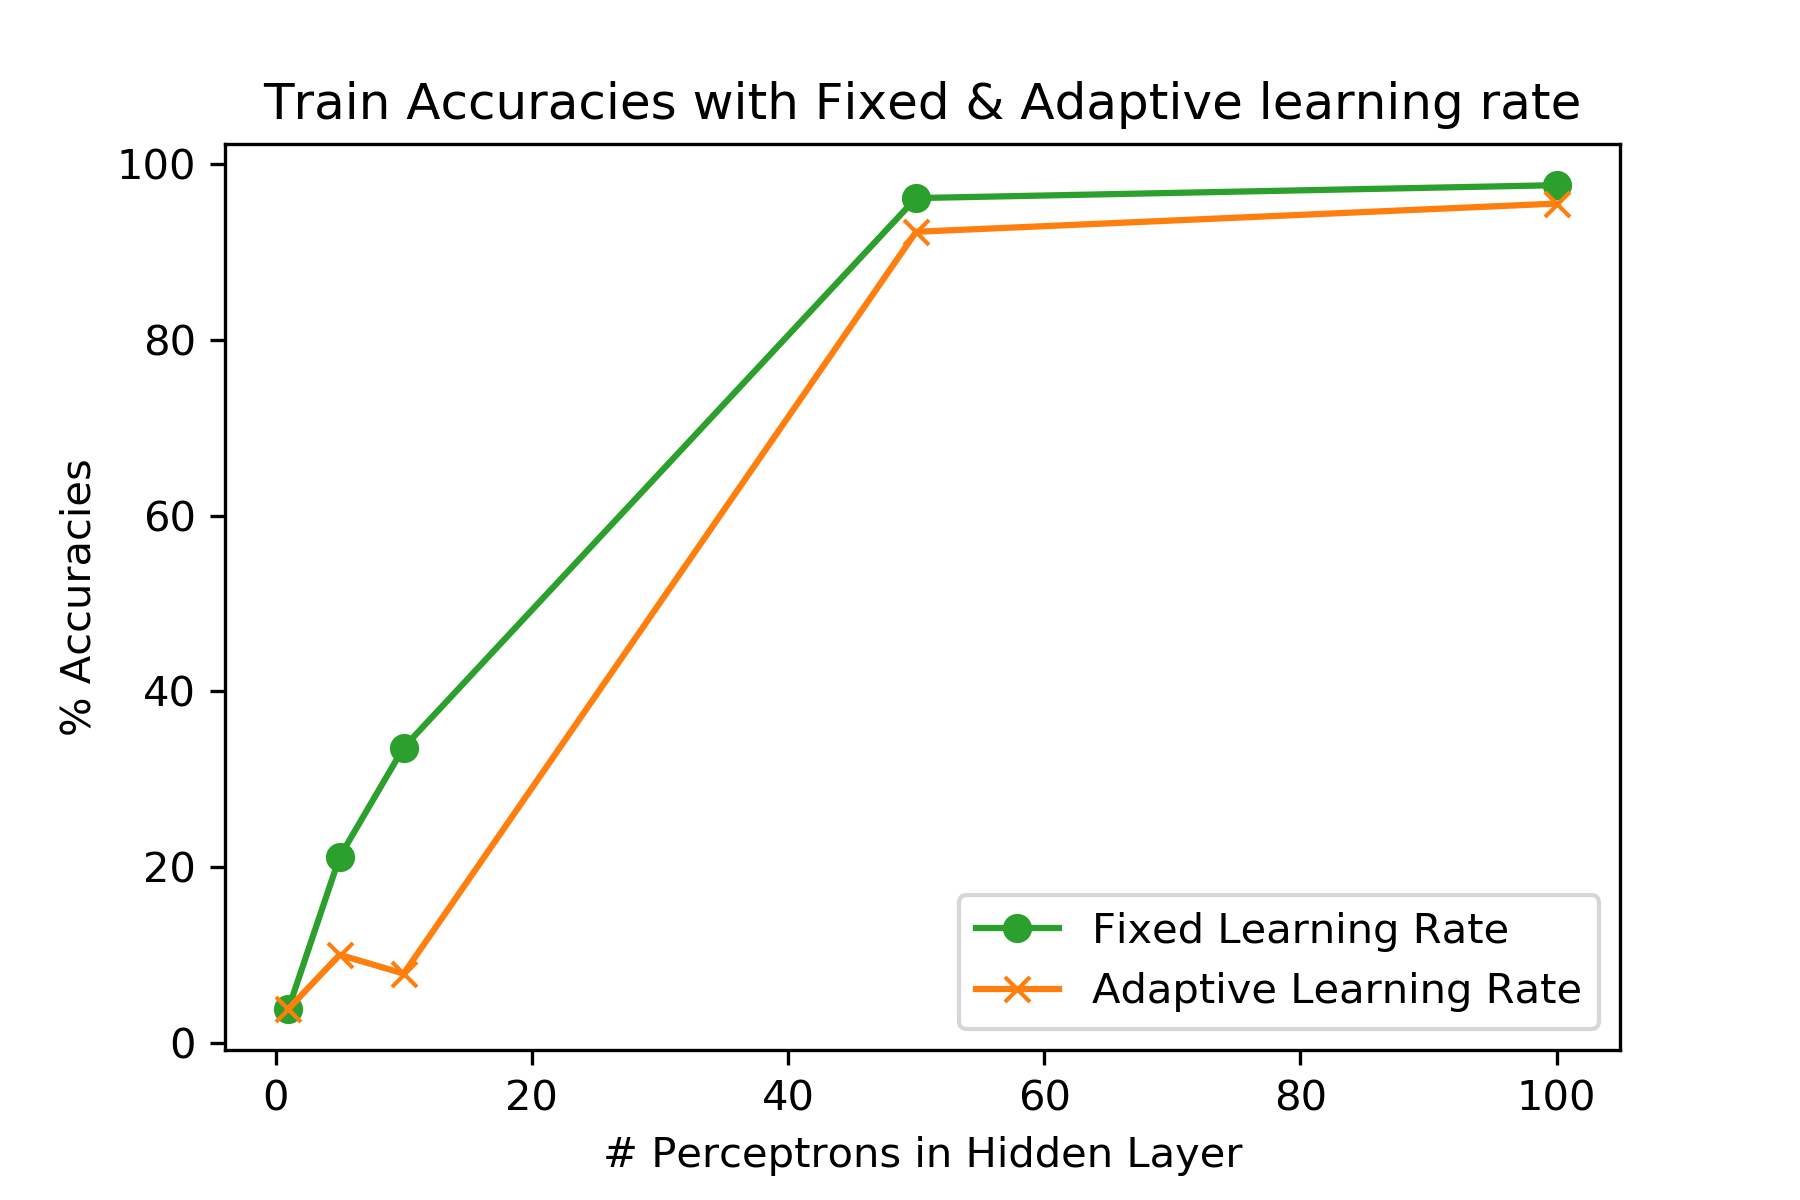 Train Accuracies with Fixed & Adaptive learning rate
100
80
60
40
20
0
% Accuracies
Fixed Learning Rate
Adaptive Learning Rate
0 20 40 60 80 100
# Perceptrons in Hidden Layer